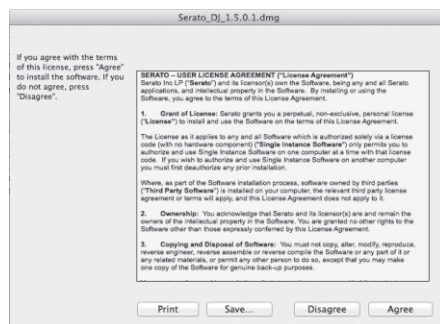 Serato_DJ_1.5.0.1.dmg
If you agree with the terms
of this license, press "Agree"
to install the software. If you
do not agree, press
"Disagree".
SERATO – USER LICENSE AGREEMENT ("License Agreement")
Serato Inc LP ("Serato") and its licensor(s) own the Software, being any and all Serato
applications, and intellectual property in the Software. By installing or using the
Software, you agree to the terms of this License Agreement.
1. Grant of License: Serato grants you a perpetual, non-exclusive, personal license
("License") to install and use the Software on the terms of this License Agreement.
The License as it applies to any and all Software which is authorized solely via a license
code (with no hardware component) ("Single Instance Software") only permits you to
authorize and use Single Instance Software on one computer at a time with that license
code. If you wish to authorize and use Single Instance Software on another computer
you must first deauthorize any prior installation.
Where, as part of the Software installation process, software owned by third parties
("Third Party Software") is installed on your computer, the relevant third party license
agreement or terms will apply, and this License Agreement does not apply to it.
2. Ownership: You acknowledge that Serato and its licensor(s) are and remain the
owners of the intellectual property in the Software. You are granted no other rights to the
Software other than those expressly conferred by this License Agreement.
3. Copying and Disposal of Software: You must not copy, alter, modify, reproduce,
reverse engineer, reverse assemble or reverse compile the Software or any part of it or
any related materials, or permit any other person to do so, except that you may make
one copy of the Software for genuine back-up purposes.
Print Save... Disagree Agree